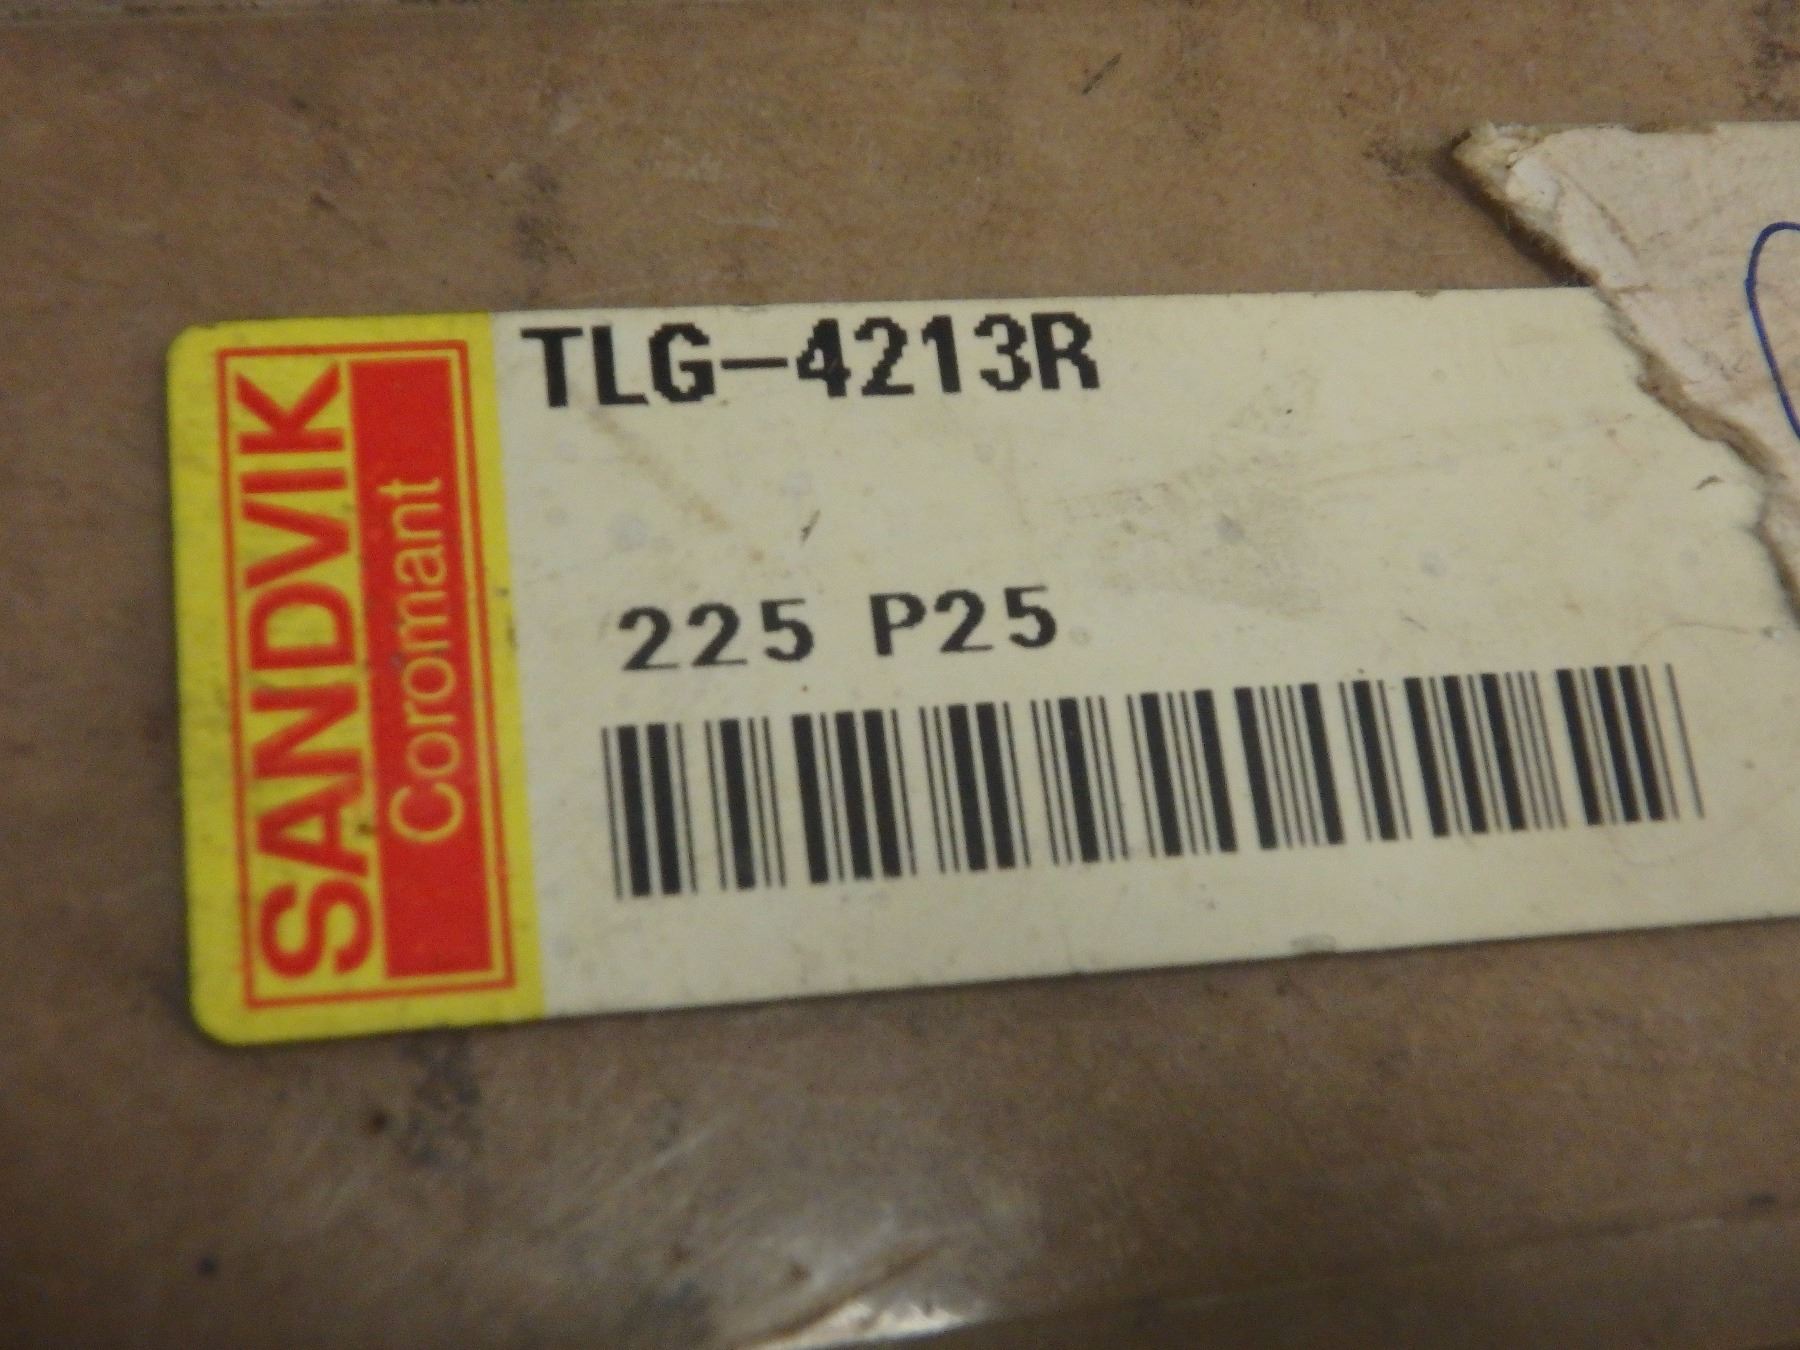 SANDVIK
Coromant
TLG-4213R
225 P25